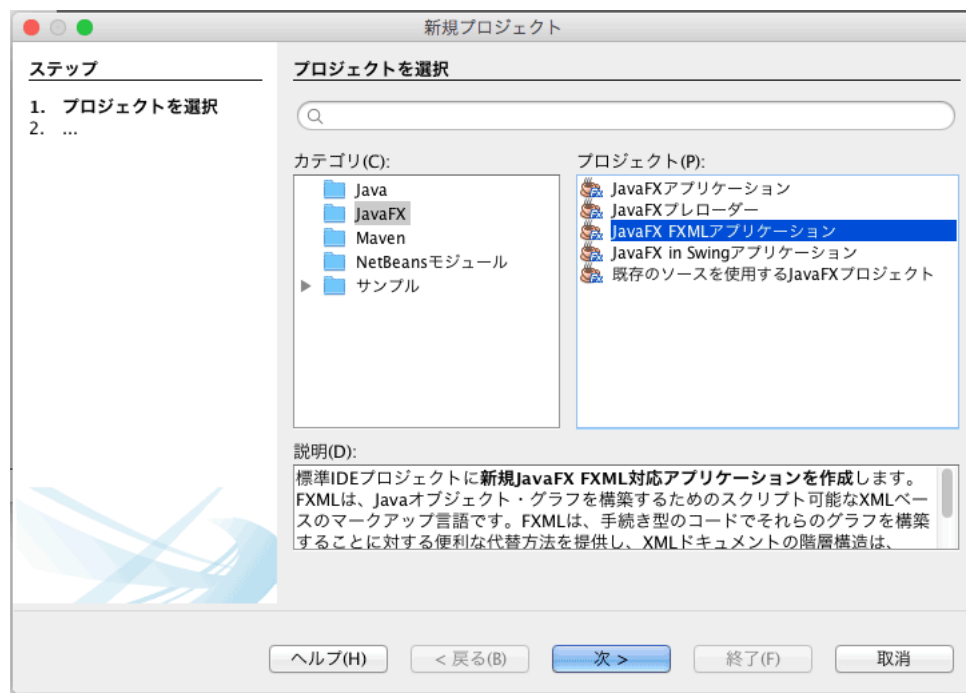 新規プロジェクト
ステップ
1. プロジェクトを選択
2. ...
プロジェクトを選択
カテゴリ(C):
Java
JavaFX
Maven
NetBeansモジュール
サンプル
プロジェクト(P):
JavaFXアプリケーション
JavaFXプレローダー
JavaFX FXMLアプリケーション
JavaFX in Swingアプリケーション
既存のソースを使用するJavaFXプロジェクト
説明(D):
標準IDEプロジェクトに新規JavaFX FXML対応アプリケーションを作成します。
FXMLは、Javaオブジェクト・グラフを構築するためのスクリプト可能なXMLベー
スのマークアップ言語です。FXMLは、手続き型のコードでそれらのグラフを構築
することに対する便利な代替方法を提供し、XMLドキュメントの階層構造は、
ヘルプ(H)
< 戻る(B)
次 >
終了(F)
取消